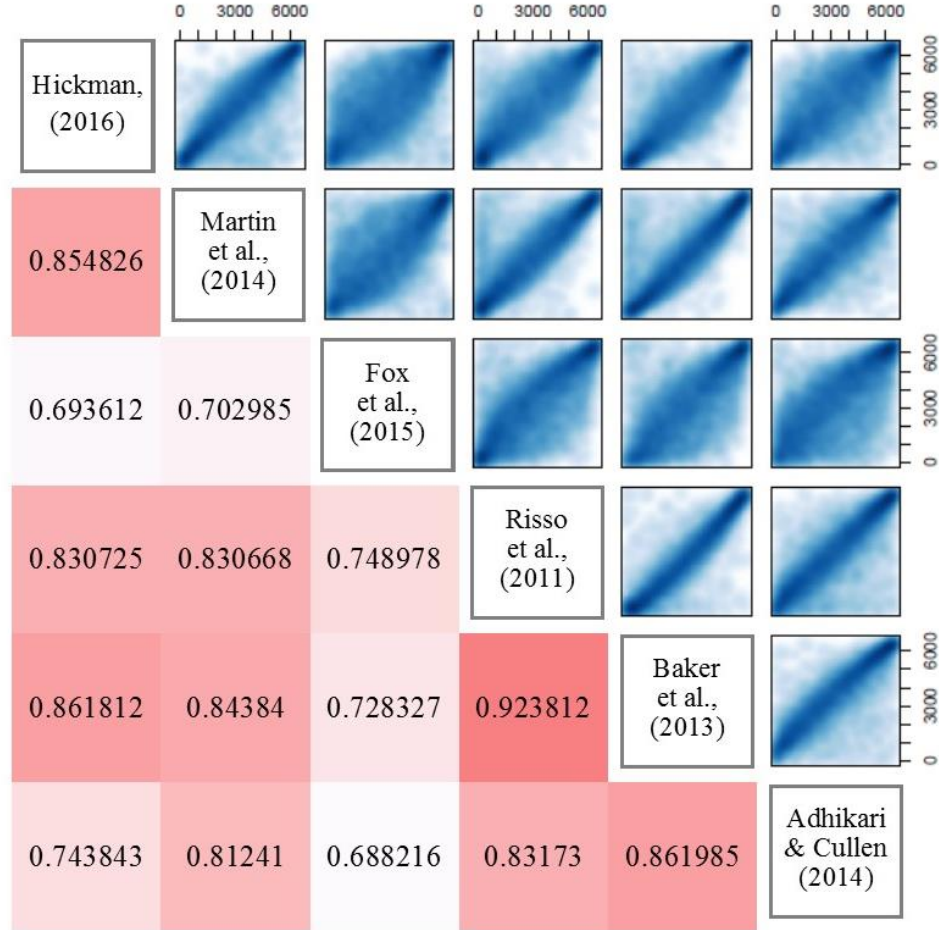 0 3000 6000
0 3000 6000
0 3000 6000
Hickman,
(2016)
6000
3000
0
0.854826
Martin
et al.,
(2014)
0.693612 0.702985
Fox
et al.,
(2015)
6000
3000
0
0.830725 0.830668 0.748978
Risso
et al.,
(2011)
0.861812 0.84384 0.728327 0.923812
Baker
et al.,
(2013)
6000
3000
0
0.743843 0.81241 0.688216 0.83173 0.861985
Adhikari
& Cullen
(2014)